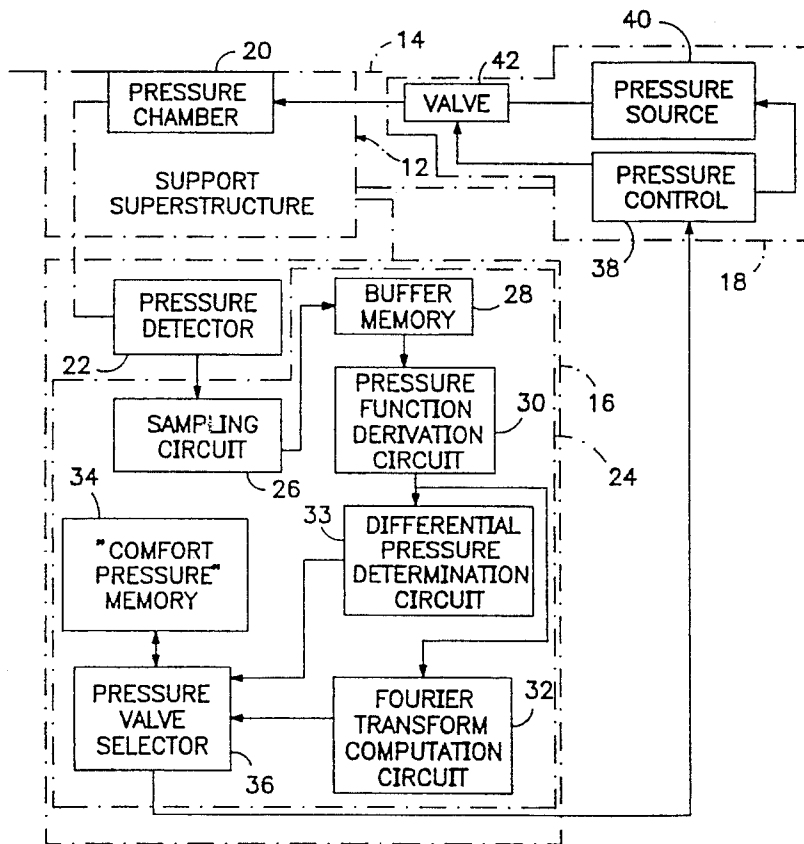 20
14
40
42
PRESSURE
CHAMBER
VALVE
PRESSURE
SOURCE
12
SUPPORT
SUPERSTRUCTURE
PRESSURE
CONTROL
38
18
PRESSURE
DETECTOR
22
BUFFER
MEMORY
28
16
SAMPLING
CIRCUIT
26
PRESSURE
FUNCTION
DERIVATION
CIRCUIT
30
24
34
"COMFORT
PRESSURE"
MEMORY
33
DIFFERENTIAL
PRESSURE
DETERMINATION
CIRCUIT
PRESSURE
VALVE
SELECTOR
36
FOURIER
TRANSFORM
COMPUTATION
CIRCUIT
32